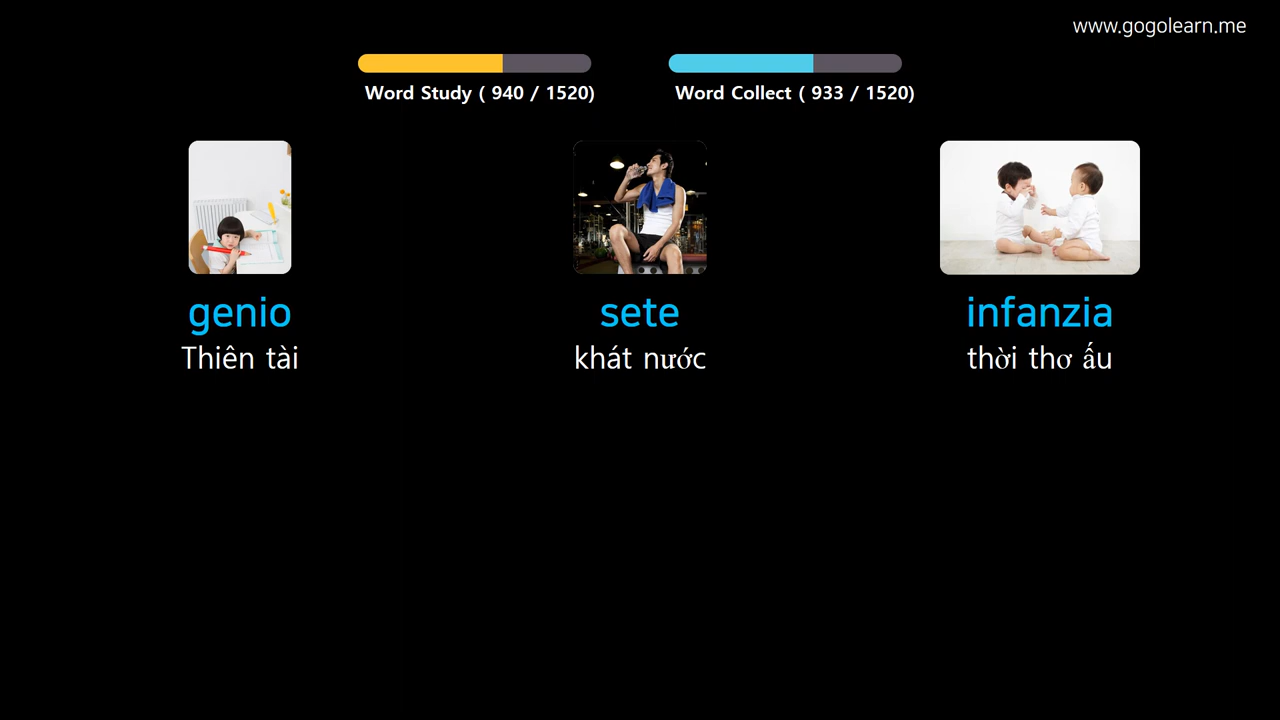 www.gogolearn.me
Word Study ( 940 / 1520)
Word Collect ( 933 / 1520)
genio
Thiên tài
sete
khát nước
infanzia
thời thơ ấu